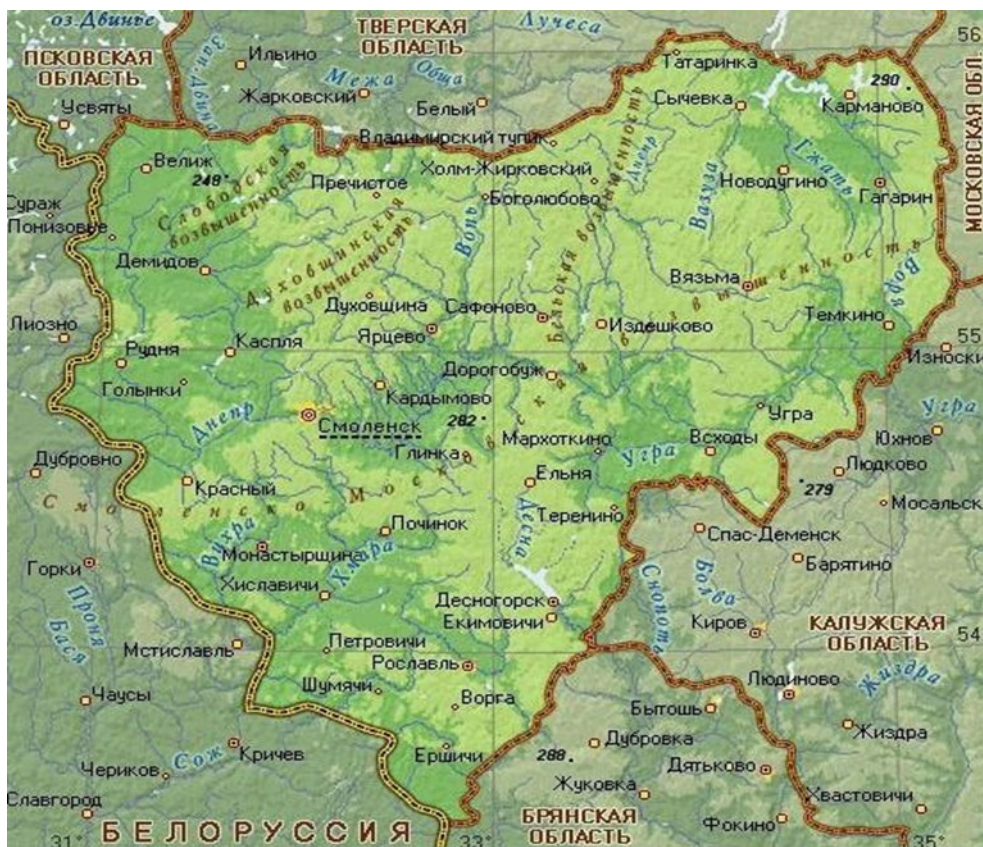 оз.Двинье
ТВЕРСКАЯ
ОБЛАСТЬ
Лучеса
56
ПСКОВСКАЯ
ОБЛАСТЬ
Зап.Двина
Ильино
Межа
Обща
Татаринка
290
МОСКОВСКАЯ ОБЛ.
Усвяты
Жарковский
Белый
Сычевка
Карманово
Владимирский тупик
Днепр
Велиж
248
Слободская
возвышенность
Пречистое
Холм-Жирковский
Боголюбово
Вазуза
Новодугино
Гжать
Гагарин
Сураж
Понизовье
Демидов
Духовщинская
возвышенность
Вопь
Бельская возвышенность
Вязьма
Воря
Духовщина
Сафоново
Лиозно
Ярцево
Издешково
Темкино
55
Рудня
Каспля
Износки
Голынки
Дорогобуж
Кардымово
Днепр
Смоленск
282
Угра
Угра
Мархоткино
Всходы
Юхнов
Дубровно
Глинка
Угра
Людково
Красный
Ельня
279
Мосальск
Смоленско Московская возвышенность
Теренино
Починок
Десна
Спас-Деменск
Вихра
Монастырщина
Хмара
Барятино
Горки
Хиславичи
Проня
Бася
Снопоть
Болва
Десногорск
Екимовичи
Киров
КАЛУЖСКАЯ
ОБЛАСТЬ
54
Мстиславль
Петровичи
Рославль
Жиздра
Чаусы
Шумячи
Ворга
Людиново
Бытошь
Жиздра
Сож
Кричев
Ершичи
288
Дубровка
Чериков
Дятьково
Жуковка
Славгород
Хвастовичи
БЕЛОРУССИЯ
БРЯНСКАЯ
ОБЛАСТЬ
Фокино
31°
33°
35°